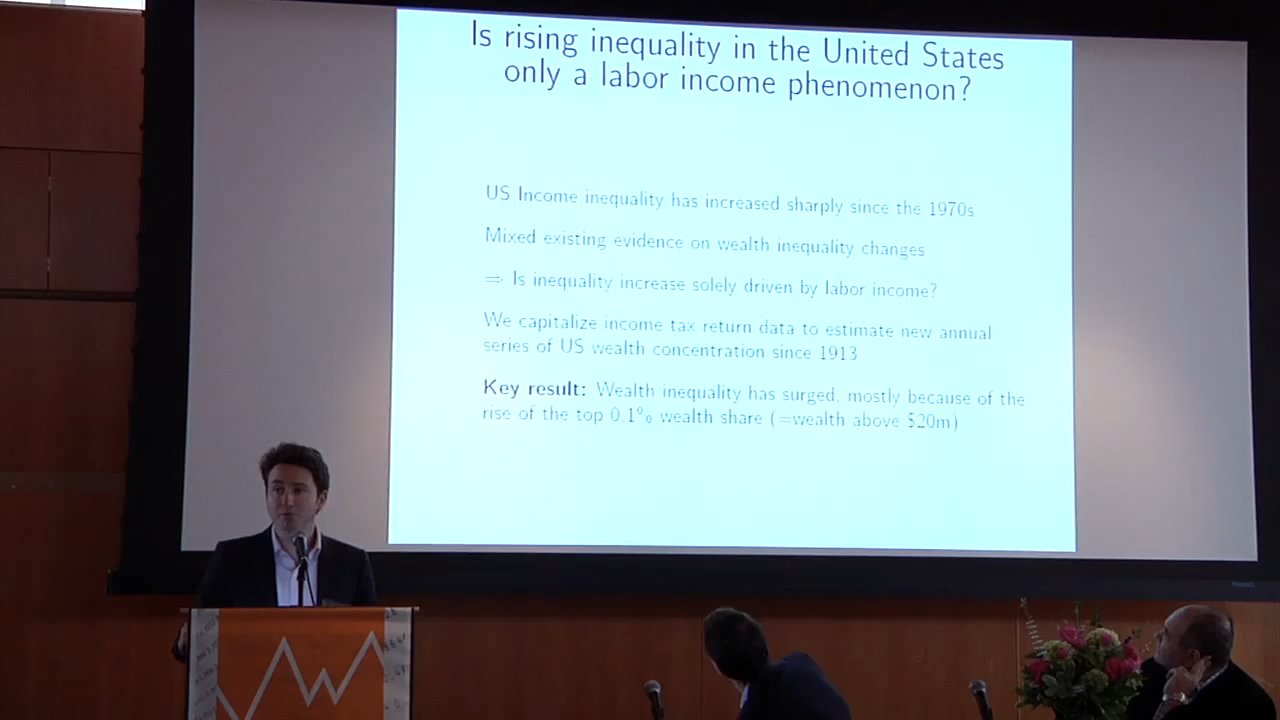 Is rising inequality in the United States
only a labor income phenomenon?
US Income inequality has increased sharply since the 1970s
Mixed existing evidence on wealth inequality changes
⇒ Is inequality increase solely driven by labor income?
We capitalize income tax return data to estimate new annual
series of US wealth concentration since 1913
Key result: Wealth inequality has surged, mostly because of the
rise of the top 0.1% wealth share (=wealth above $20m)